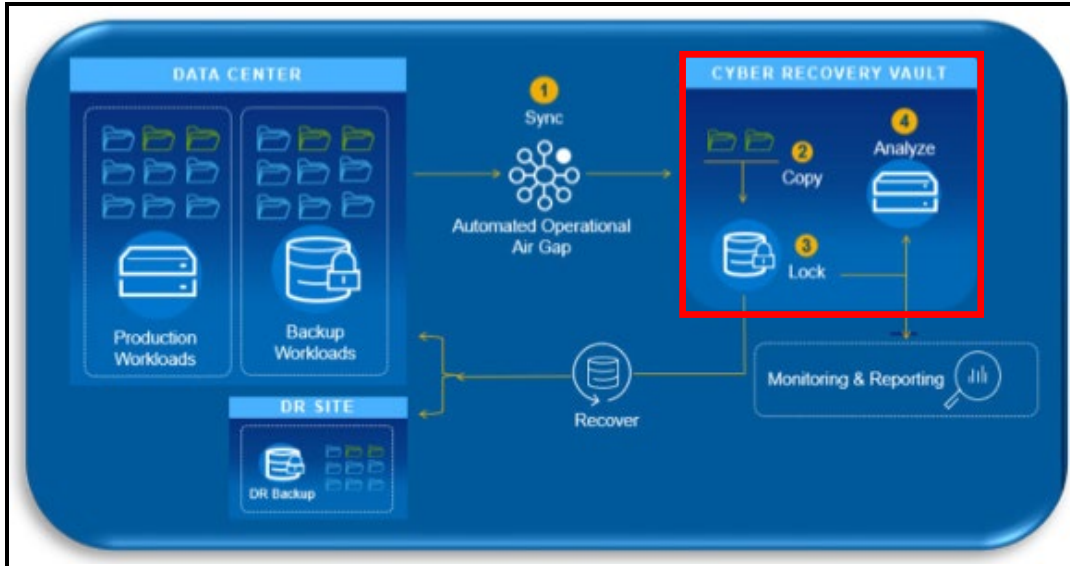 DATA CENTER
Production
Workloads
Backup
Workloads
1
Sync
Automated Operational
Air Gap
CYBER RECOVERY VAULT
2
Copy
3
Lock
4
Analyze
Monitoring & Reporting
Recover
DR SITE
DR Backup